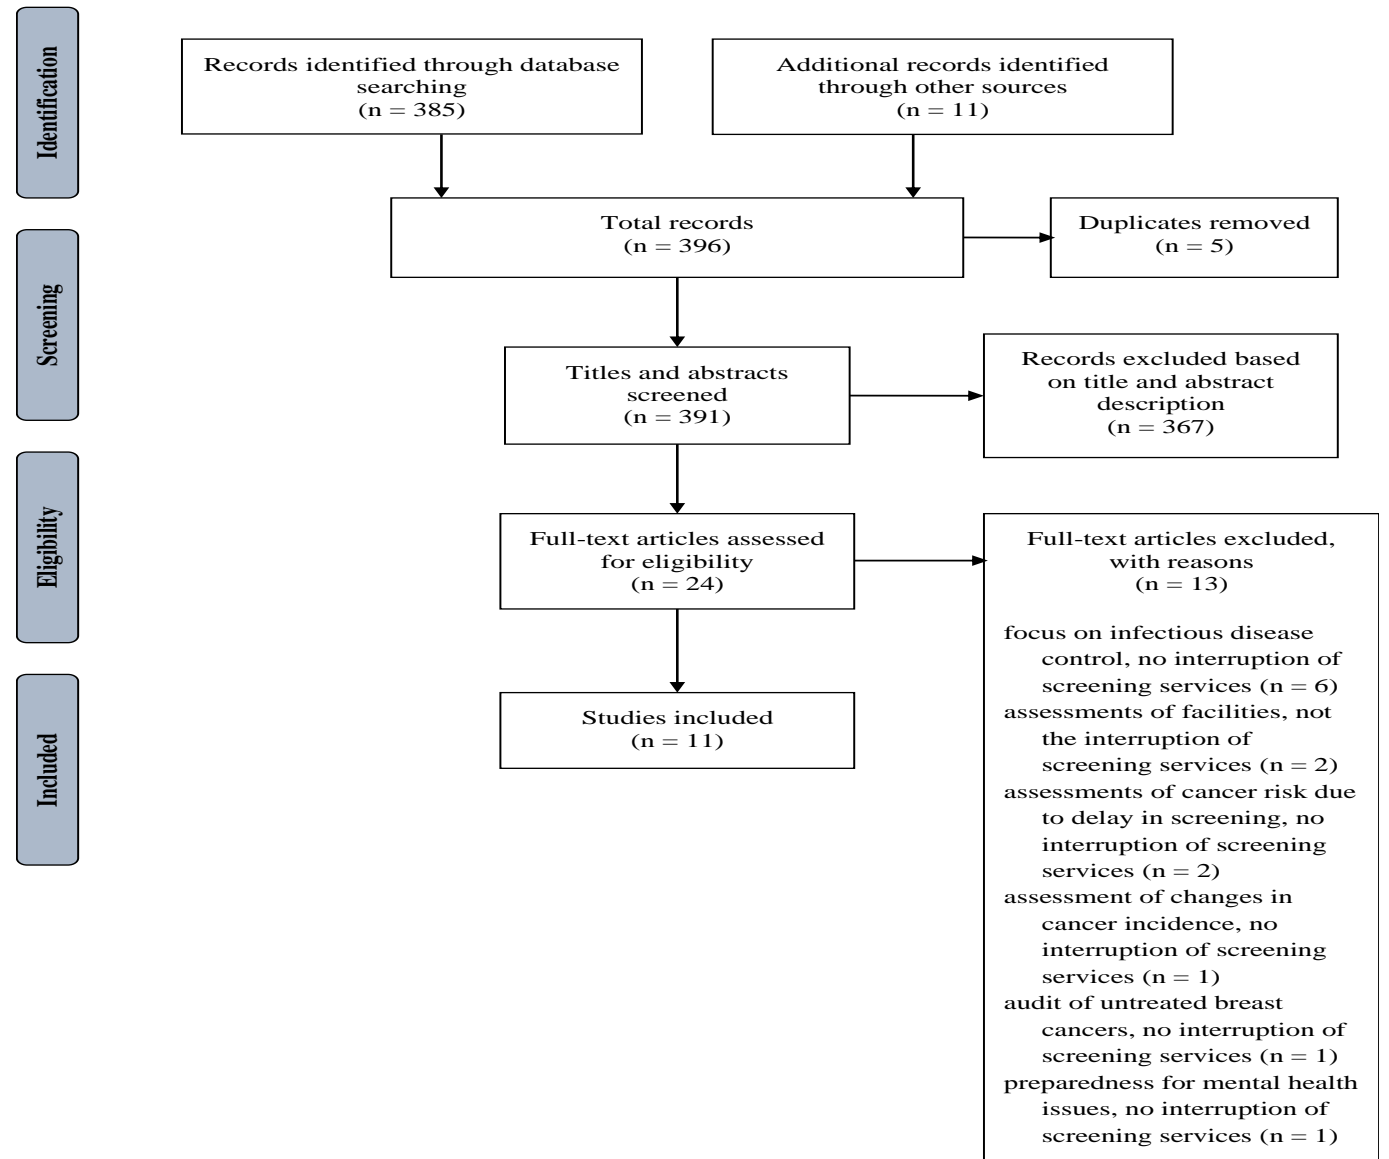 Identification
Records identified through database
searching
(n = 385)
Additional records identified
through other sources
(n = 11)
Total records
(n = 396)
Duplicates removed
(n = 5)
Screening
Titles and abstracts
screened
(n = 391)
Records excluded based
on title and abstract
description
(n = 367)
Eligibility
Full-text articles assessed
for eligibility
(n = 24)
Full-text articles excluded,
with reasons
(n = 13)
focus on infectious disease
control, no interruption of
screening services (n = 6)
assessments of facilities, not
the interruption of
screening services (n = 2)
assessments of cancer risk due
to delay in screening, no
interruption of screening
services (n = 2)
assessment of changes in
cancer incidence, no
interruption of screening
services (n = 1)
audit of untreated breast
cancers, no interruption of
screening services (n = 1)
preparedness for mental health
issues, no interruption of
screening services (n = 1)
Included
Studies included
(n = 11)